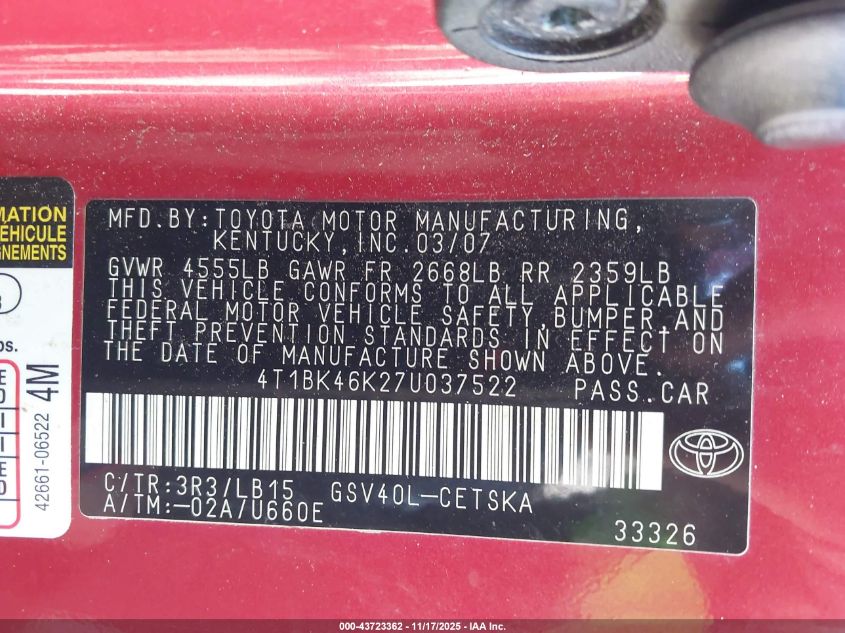 MFD.BY:TOYOTA MOTOR MANUFACTURING,
KENTUCKY,INC.03/07
GVWR 4555LB GAWR FR 2668LB RR 2359LB
THIS VEHICLE CONFORMS TO ALL APPLICABLE
FEDERAL MOTOR VEHICLE SAFETY,BUMPER,AND
THEFT PREVENTION STANDARDS IN EFFECT ON
THE DATE OF MANUFACTURE SHOWN ABOVE.
4T1BK46K27U037522 PASS.CAR
C/TR:3R3/LB15 GSV40L-CETSKA
A/TM:-02A/U660E
33326
4M
42661-06522
000-43723362 - 11/17/2025 - IAA Inc.